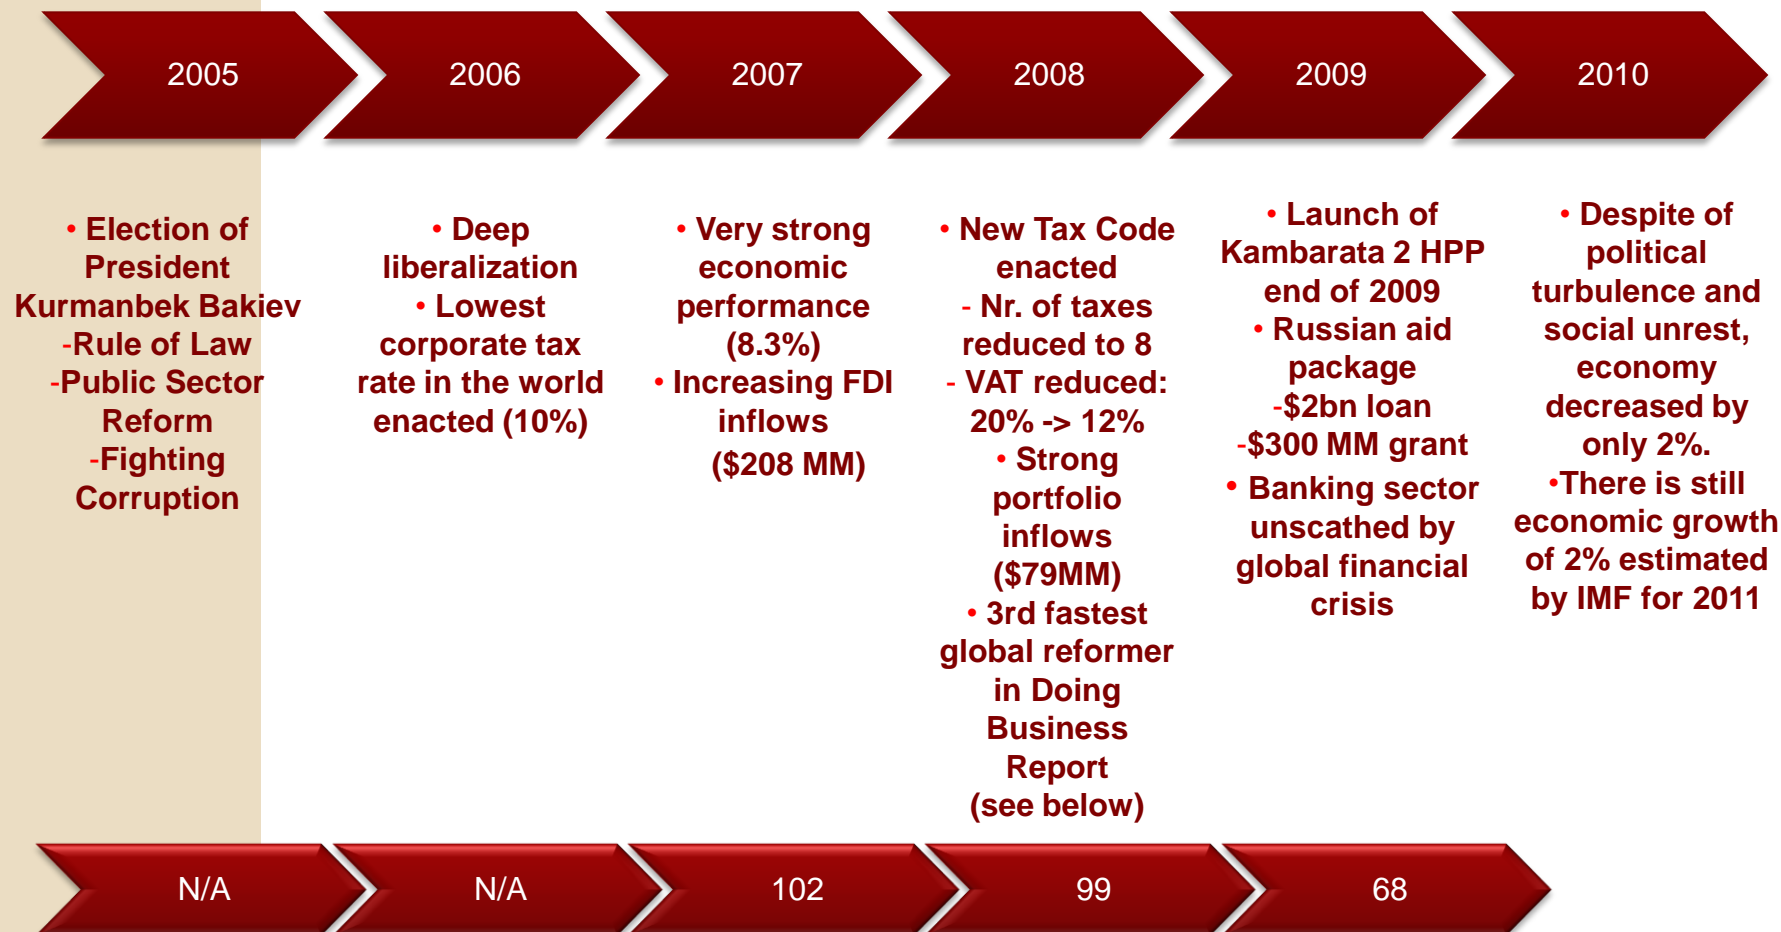 2005
2006
2007
2008
2009
2010
• Election of
President
Kurmanbek Bakiev
-Rule of Law
-Public Sector
Reform
-Fighting
Corruption
• Deep
liberalization
• Lowest
corporate tax
rate in the world
enacted (10%)
• Very strong
economic
performance
(8.3%)
• Increasing FDI
inflows
($208 MM)
• New Tax Code
enacted
- Nr. of taxes
reduced to 8
- VAT reduced:
20% -> 12%
• Strong
portfolio
inflows
($79MM)
• 3rd fastest
global reformer
in Doing
Business
Report
(see below)
• Launch of
Kambarata 2 HPP
end of 2009
• Russian aid
package
-$2bn loan
-$300 MM grant
• Banking sector
unscathed by
global financial
crisis
• Despite of
political
turbulence and
social unrest,
economy
decreased by
only 2%.
•There is still
economic growth
of 2% estimated
by IMF for 2011
N/A
N/A
102
99
68